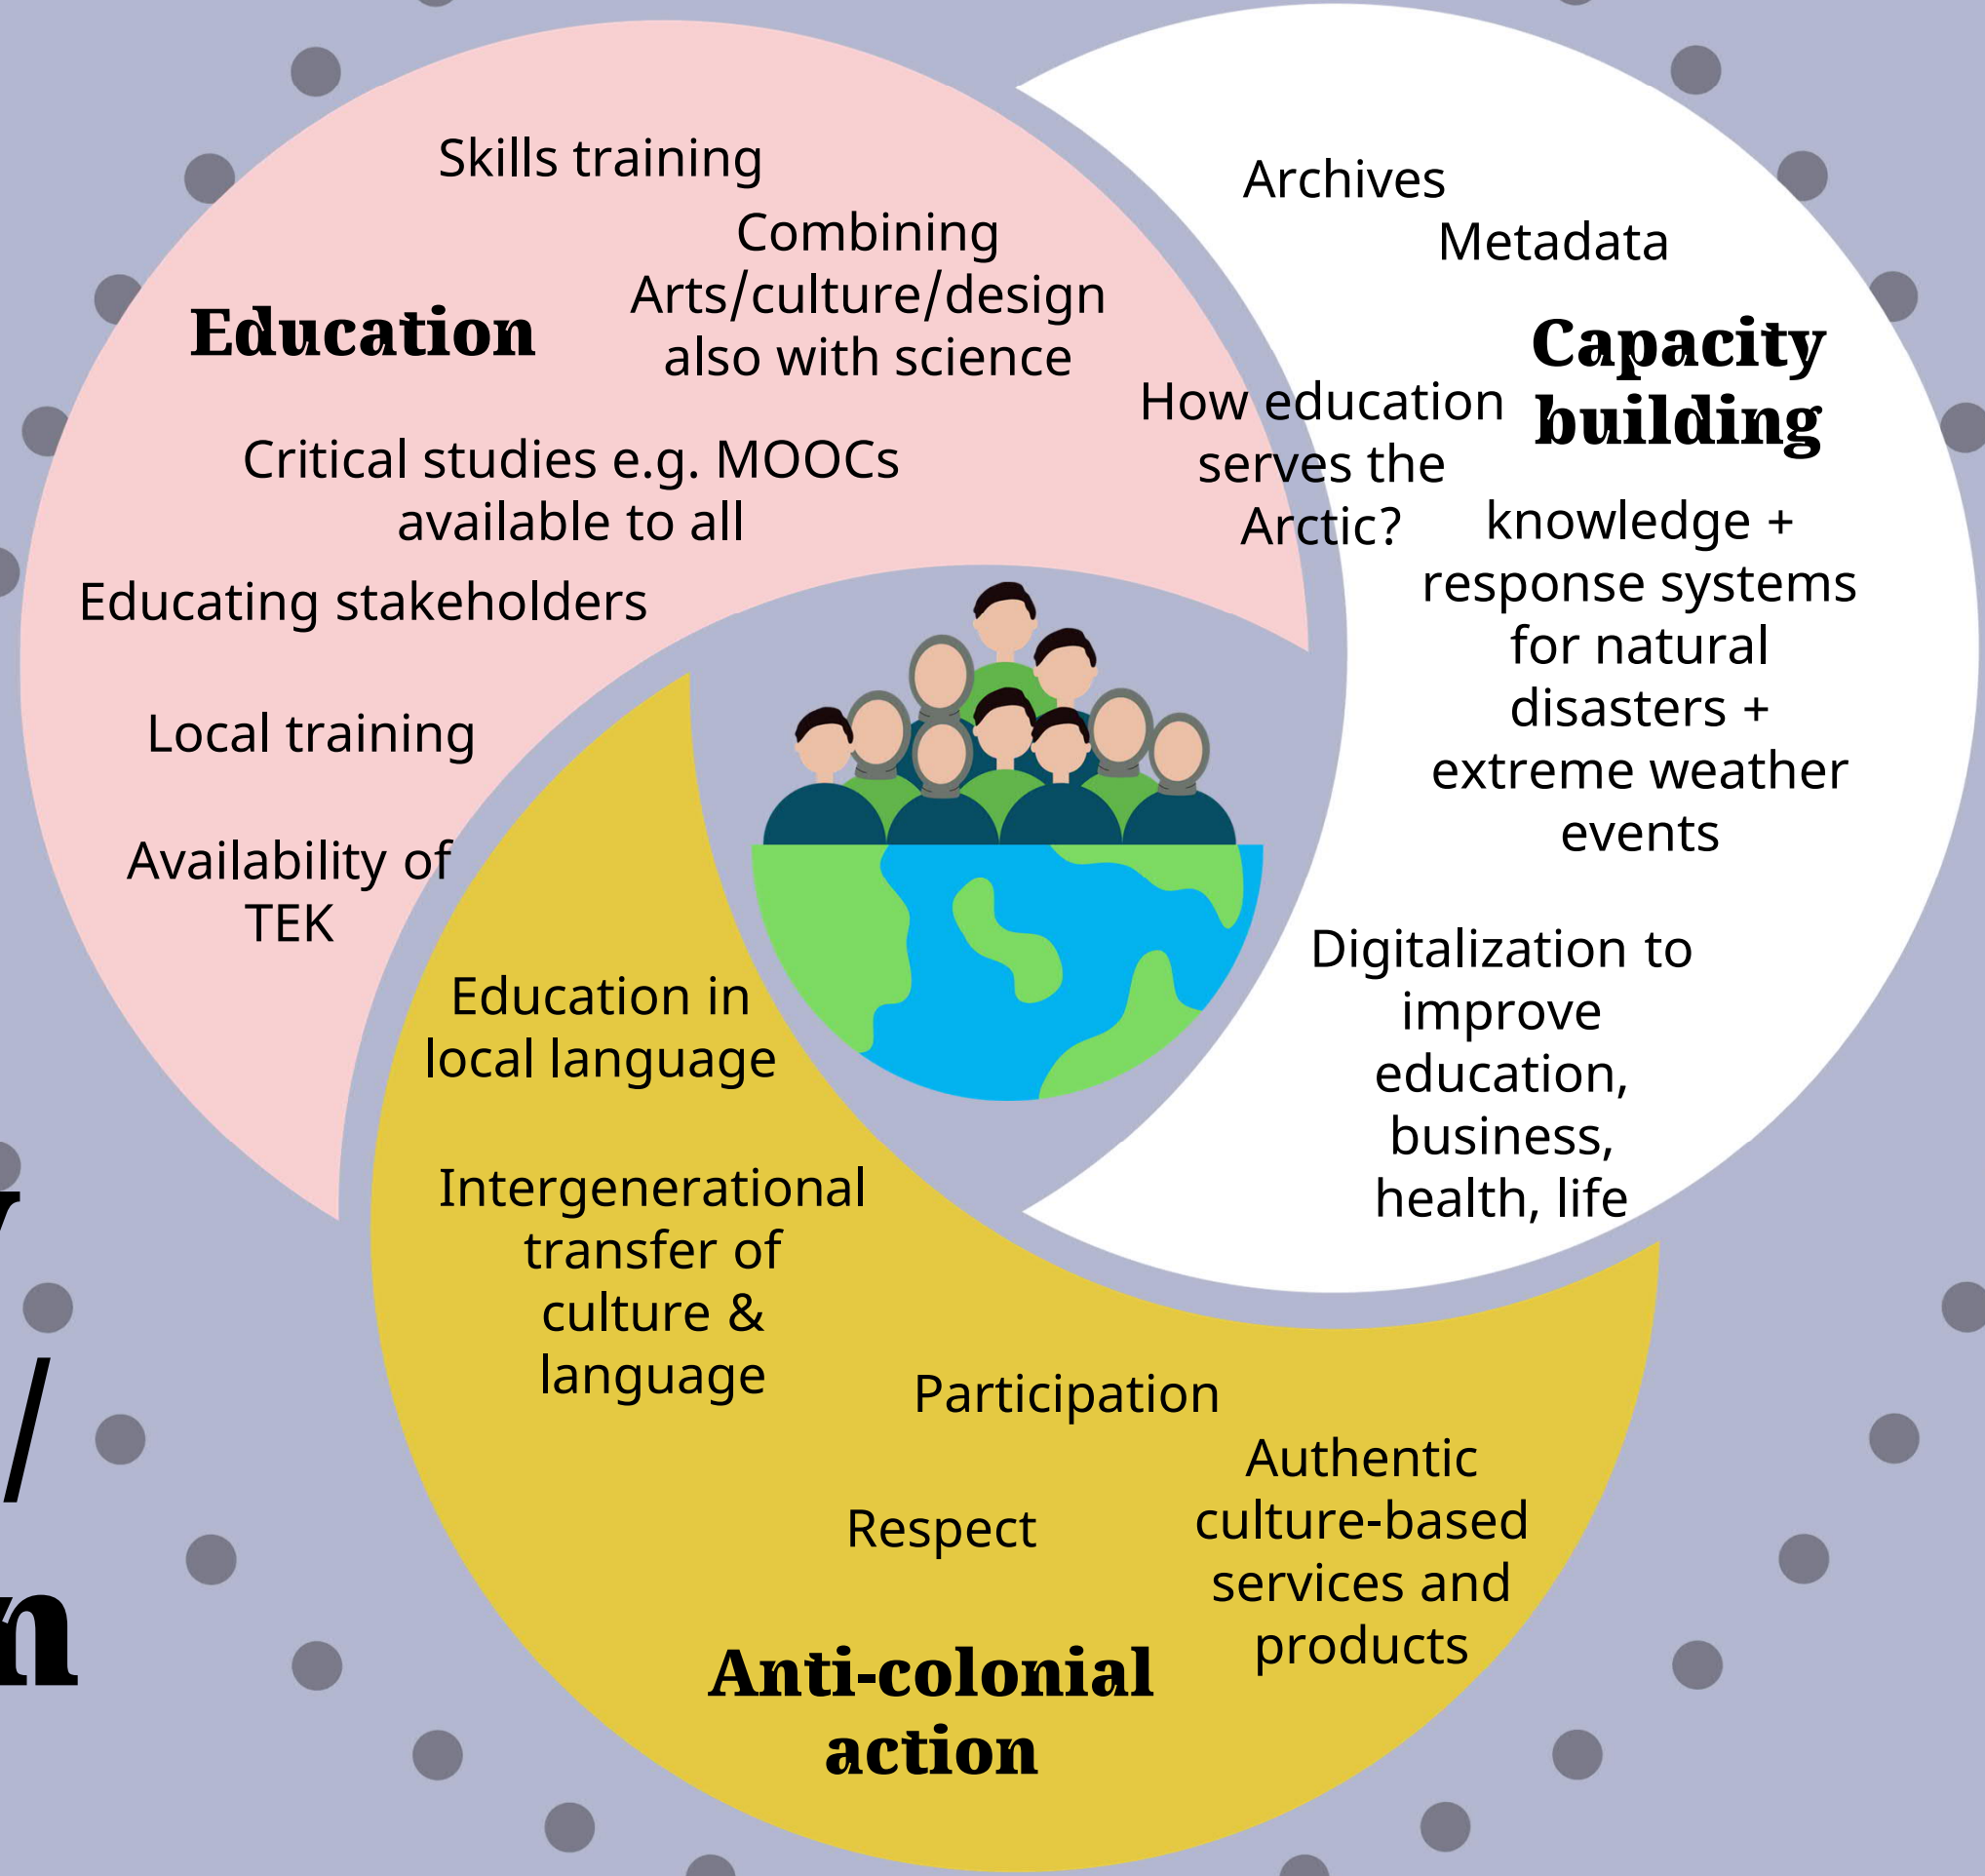 Skills training
Combining
Arts/culture/design
also with science
Education
Critical studies e.g. MOOCs
available to all
Educating stakeholders
Local training
Availability of
TEK
Archives
Metadata
Capacity
building
How education
serves the
Arctic?
knowledge +
response systems
for natural
disasters +
extreme weather
events
Digitalization to
improve
education,
business,
health, life
Education in
local language
Intergenerational
transfer of
culture &
language
Participation
Respect
Authentic
culture-based
services and
products
Anti-colonial
action
/
n